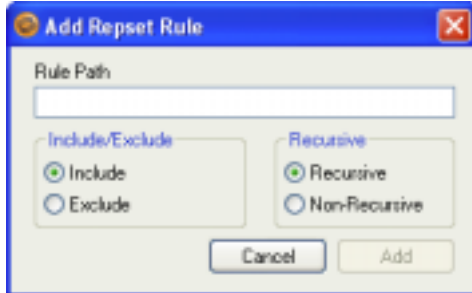 Add Repset Rule
Rule Path
Include/Exclude
Recursive
Include
Recursive
Exclude
Non-Recursive
Cancel
Add